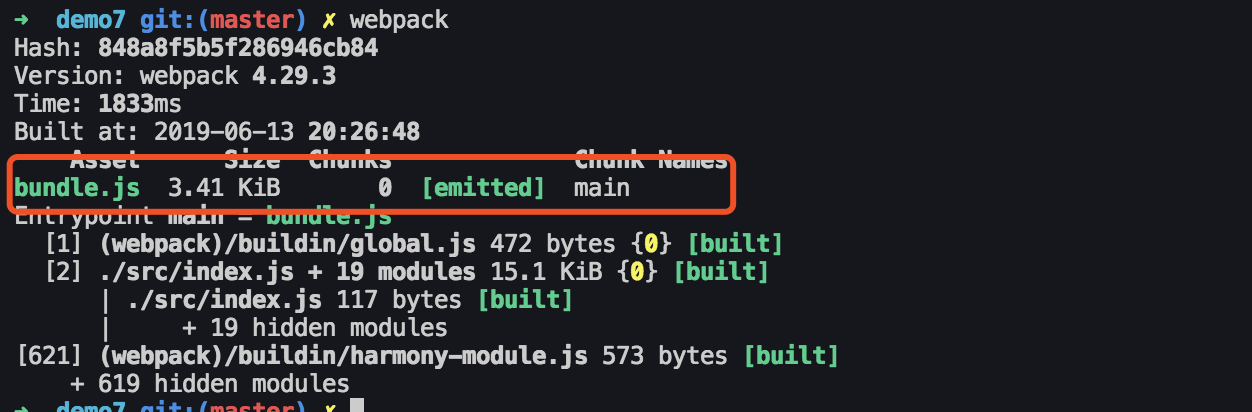 ➜  demo7 git:(master) ✗ webpack
Hash: 848a8f5b5f286946cb84
Version: webpack 4.29.3
Time: 1833ms
Built at: 2019-06-13 20:26:48
    Asset      Size  Chunks             Chunk Names
bundle.js  3.41 KiB       0  [emitted]  main
Entrypoint main = bundle.js
  [1] (webpack)/buildin/global.js 472 bytes {0} [built]
  [2] ./src/index.js + 19 modules 15.1 KiB {0} [built]
      | ./src/index.js 117 bytes [built]
      |     + 19 hidden modules
[621] (webpack)/buildin/harmony-module.js 573 bytes [built]
    + 619 hidden modules
➜  demo7 git:(master) ✗